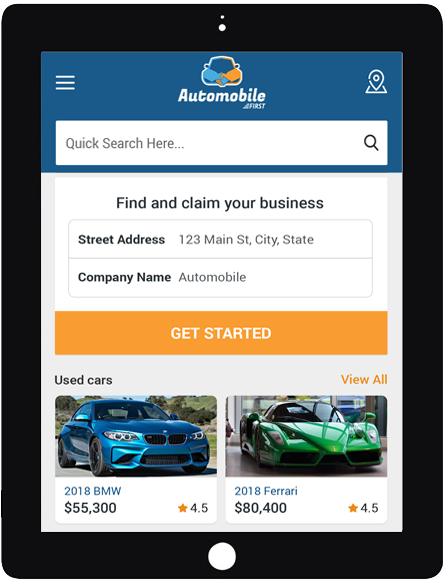 Automobile
FIRST
Quick Search Here...
Find and claim your business
Street Address 123 Main St, City, State
Company Name Automobile
GET STARTED
Used cars View All
2018 BMW
$55,300 4.5
2018 Ferrari
$80,400 4.5